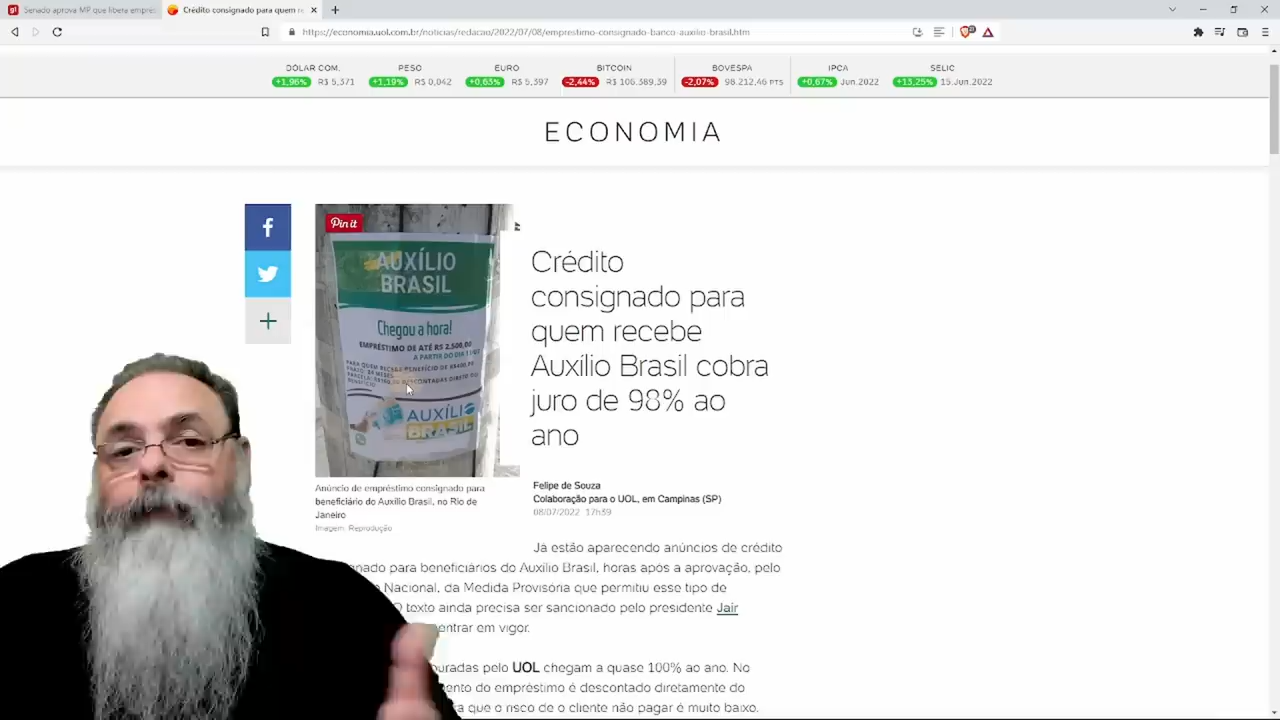 Senado aprova MP que libera emprés
Crédito consignado para quem re
https://economia.uol.com.br/noticias/redacao/2022/07/08/emprestimo-consignado-banco-auxilio-brasil.htm
DÓLAR COM. PESO EURO BITCOIN BOVESPA IPCA SELIC
+1,96% R$ 5,371 +1,19% R$ 0,042 +0,63% R$ 5,397 -2,44% R$ 106.389,39 -2,07% 98.212,46 PTS +0,67% Jun.2022 +13,25% 15.Jun.2022
ECONOMIA
Pin it
AUXÍLIO
BRASIL
Chegou a hora!
EMPRÉSTIMO DE ATÉ R$ 2.500,00
A PARTIR DO DIA
AUXÍLIO
BRASIL
Anúncio de empréstimo consignado para
beneficiário do Auxílio Brasil, no Rio de
Janeiro
Imagem: Reprodução
Crédito
consignado para
quem recebe
Auxílio Brasil cobra
juro de 98% ao
ano
Felipe de Souza
Colaboração para o UOL, em Campinas (SP)
08/07/2022 17h39
Já estão aparecendo anúncios de crédito
nado para beneficiários do Auxílio Brasil, horas após a aprovação, pelo
Nacional, da Medida Provisória que permitiu esse tipo de
O texto ainda precisa ser sancionado pelo presidente Jair
entrar em vigor.
uradas pelo UOL chegam a quase 100% ao ano. No
ento do empréstimo é descontado diretamente do
a que o risco de o cliente não pagar é muito baixo.